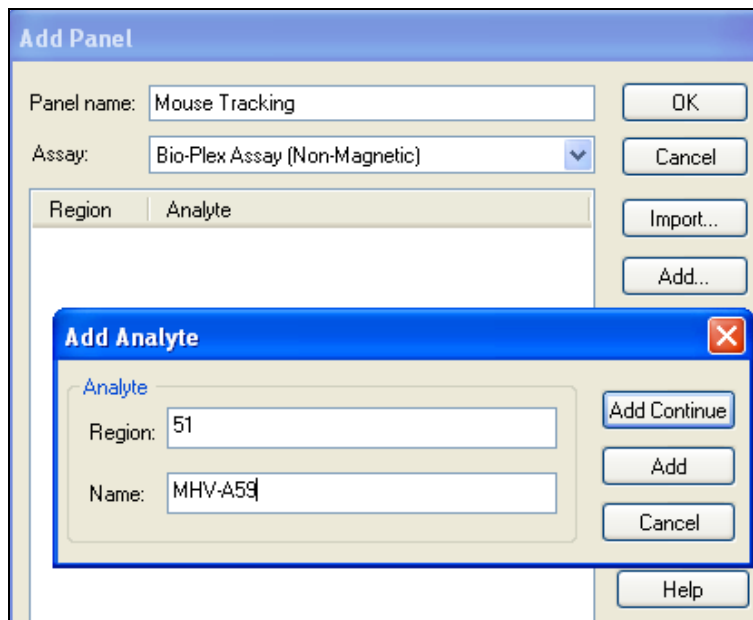 Add Panel
Panel name: Mouse Tracking OK
Assay: Bio-Plex Assay (Non-Magnetic) Cancel
Region Analyte Import...
Add...
Add Analyte
Analyte
Region: 51 Add Continue
Name: MHV-A59 Add
Cancel
Help